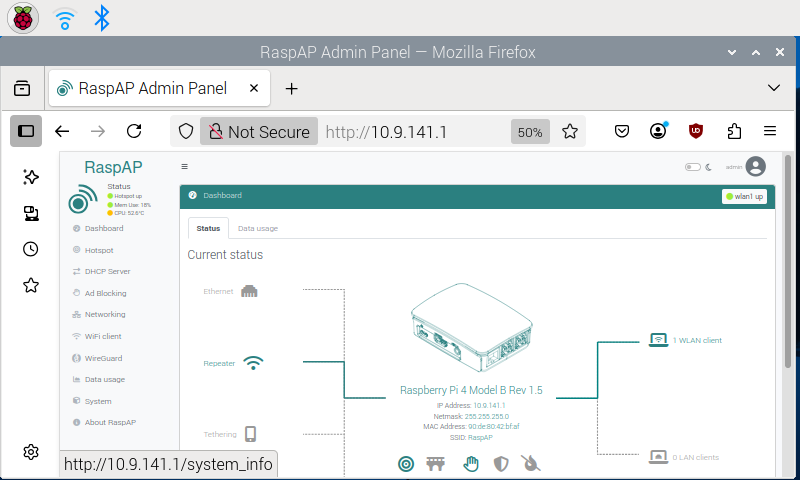 RaspAP Admin Panel — Mozilla Firefox
RaspAP Admin Panel
Not Secure
http://10.9.141.1
50%
RaspAP
admin
Status
Hotspot up
Mem Use: 18%
CPU: 52.6°C
Dashboard
Hotspot
DHCP Server
Ad Blocking
Networking
WiFi client
WireGuard
Data usage
System
About RaspAP
Dashboard
wlan1 up
Status
Data usage
Current status
Ethernet
Repeater
Tethering
Raspberry Pi 4 Model B Rev 1.5
IP Address: 10.9.141.1
Netmask: 255.255.255.0
MAC Address: 90:de:80:42:bf:af
SSID: RaspAP
1 WLAN client
0 LAN clients
http://10.9.141.1/system_info